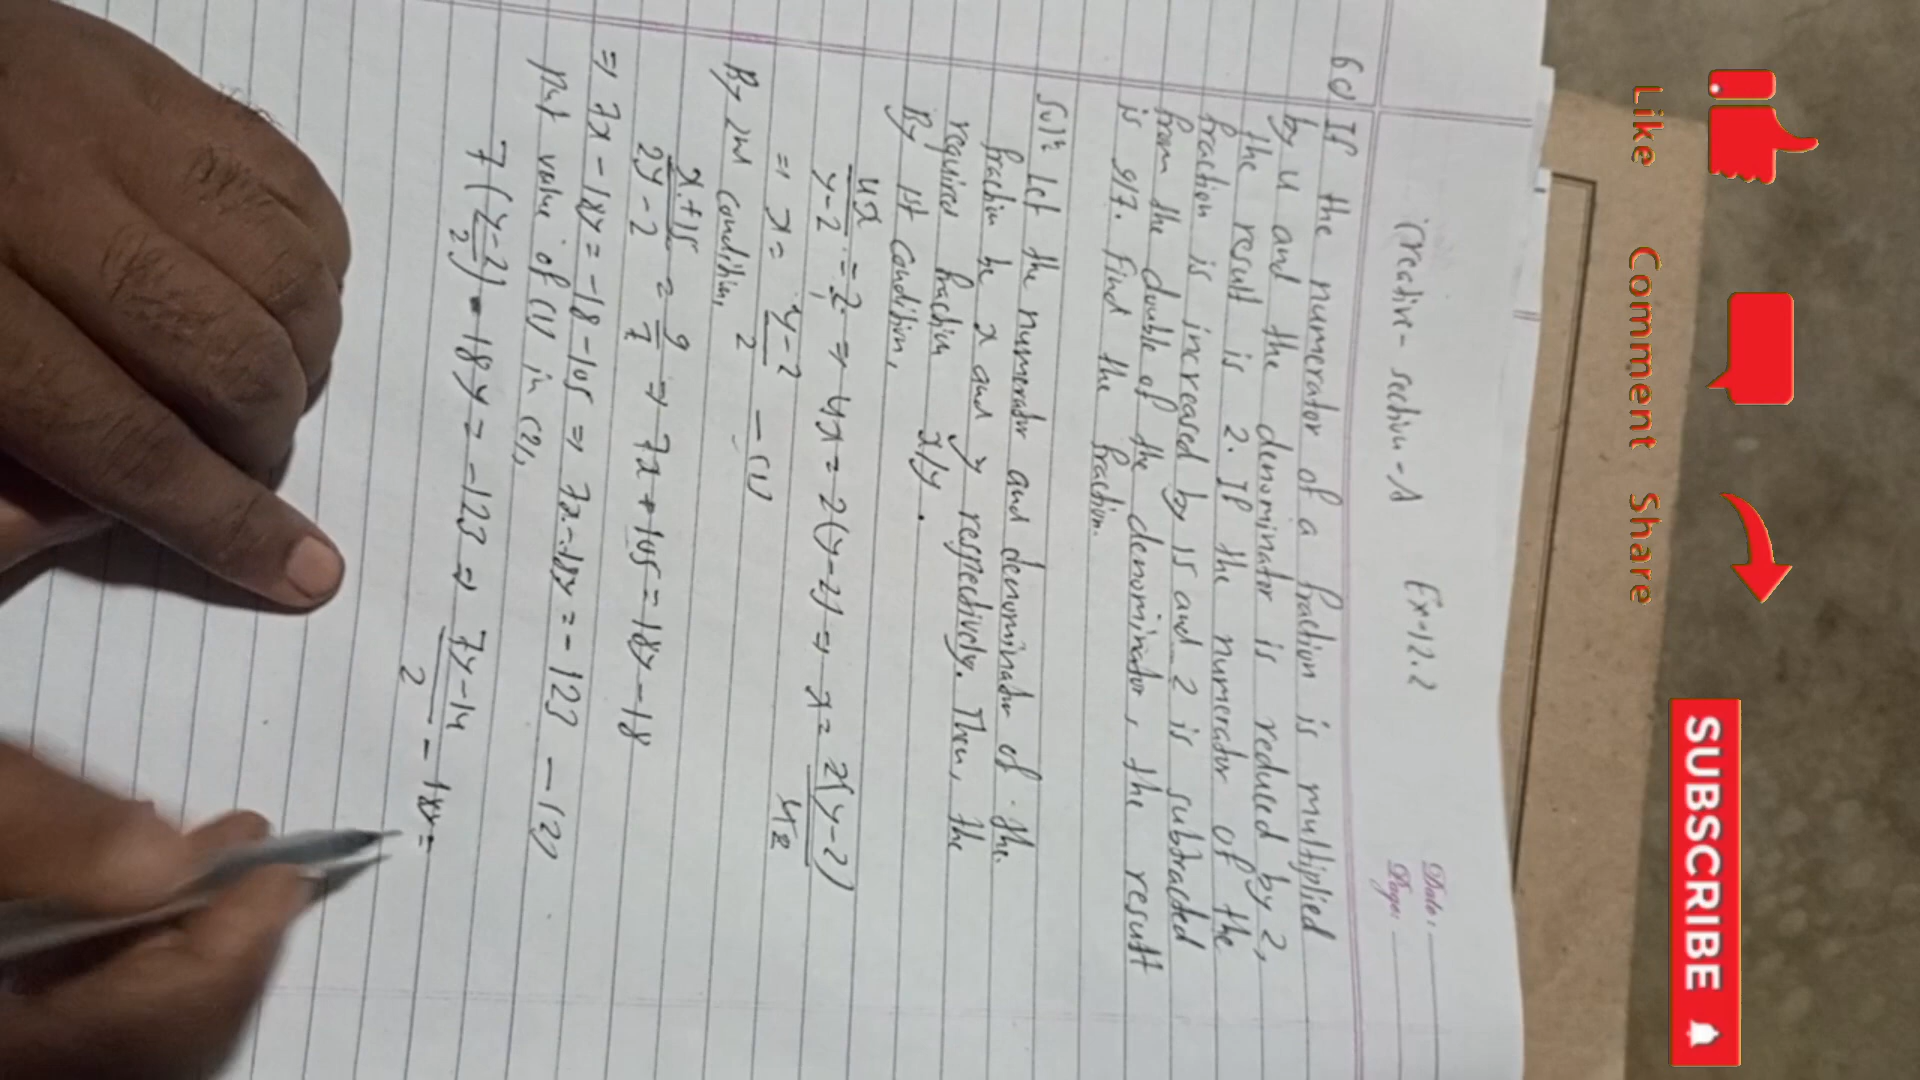 Creative- section-A Ex-12.2
Date:
Page:
60) If the numerator of a fraction is multiplied
by 4 and the denominator is reduced by 2,
the result is 2. If the numerator of the
fraction is increased by 15 and 2 is subtracted
from the double of the denominator, the result
is 9/7. Find the fraction.
Solⁿ Let the numerator and denominator of the
fraction be x and y respectively. Then, the
required fraction x/y.
By 1st condition,
4x/y-2 = 2/1 ⇒ 4x = 2(y-2) ⇒ x = 2(y-2)/4 2
⇒ x = y-2/2 - (1)
By 2nd condition,
x+15/2y-2 = 9/7 ⇒ 7x+105 = 18y-18
⇒ 7x-18y = -18-105 ⇒ 7x-18y = -123 - (2)
put value of (1) in (2),
7(y-2/2) - 18y = -123 ⇒ 7y-14/2 - 18y =
Like Comment Share
SUBSCRIBE